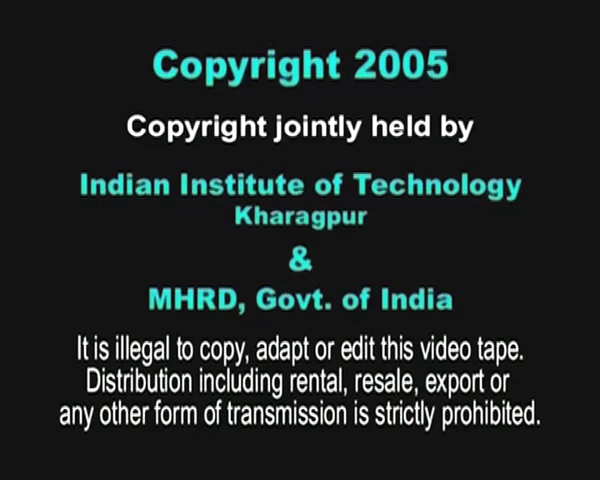 Copyright 2005
Copyright jointly held by
Indian Institute of Technology
Kharagpur
&
MHRD, Govt. of India
It is illegal to copy, adapt or edit this video tape.
Distribution including rental, resale, export or
any other form of transmission is strictly prohibited.